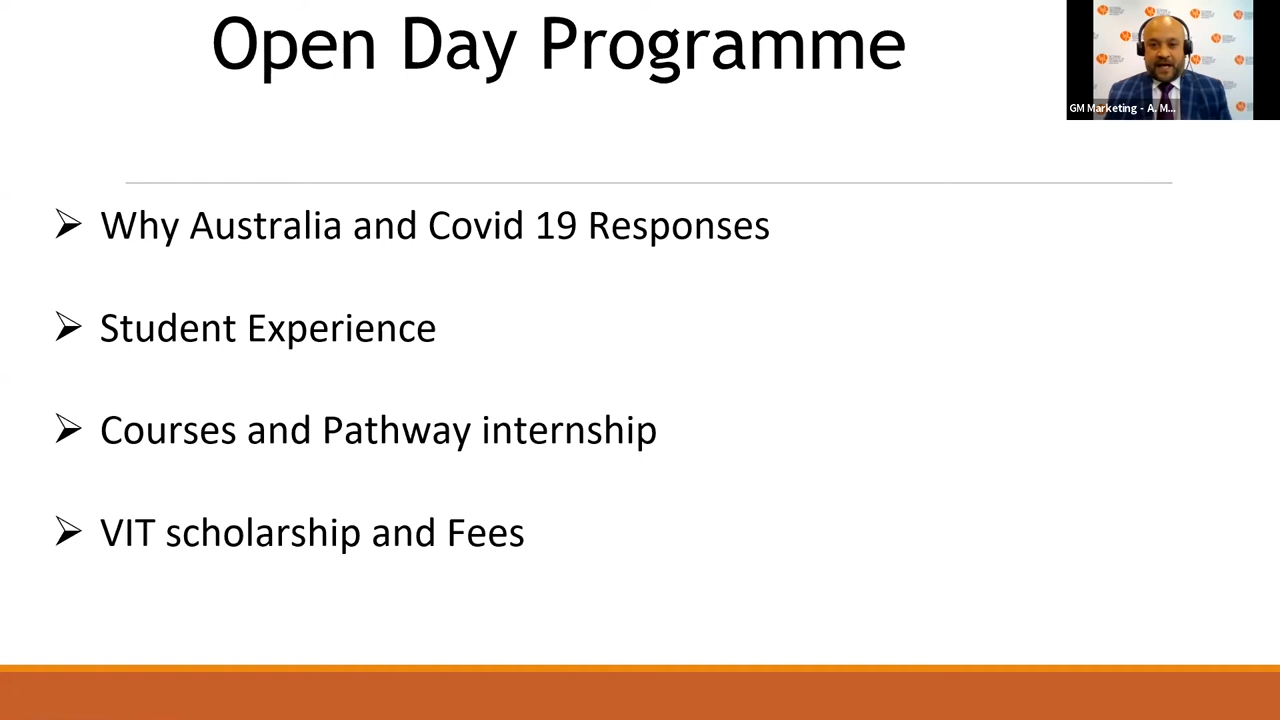 Open Day Programme
GM Marketing - A. M...
Why Australia and Covid 19 Responses
Student Experience
Courses and Pathway internship
VIT scholarship and Fees